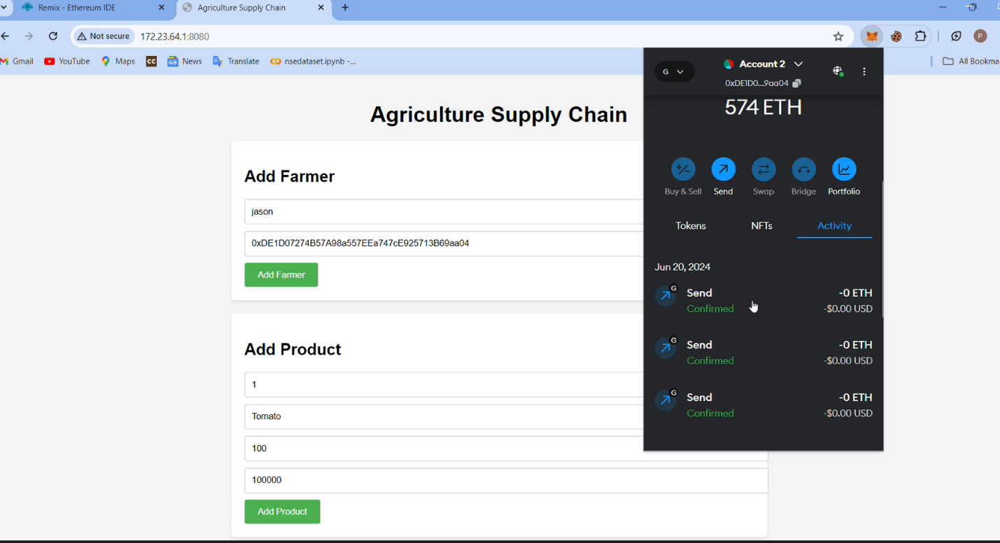 Remix - Ethereum IDE
Agriculture Supply Chain
Not secure
172.23.64.1:8080
P
Gmail
YouTube
Maps
CC
News
Translate
nsedataset.ipynb -...
All Bookma
Agriculture Supply Chain
Add Farmer
jason
0xDE1D07274B57A98a557EEa747cE925713B69aa04
Add Farmer
Add Product
1
Tomato
100
100000
Add Product
G
Account 2
0xDE1D0...9aa04
574 ETH
Buy & Sell
Send
Swap
Bridge
Portfolio
Tokens
NFTs
Activity
Jun 20, 2024
G
Send
-0 ETH
Confirmed
-$0.00 USD
G
Send
-0 ETH
Confirmed
-$0.00 USD
G
Send
-0 ETH
Confirmed
-$0.00 USD